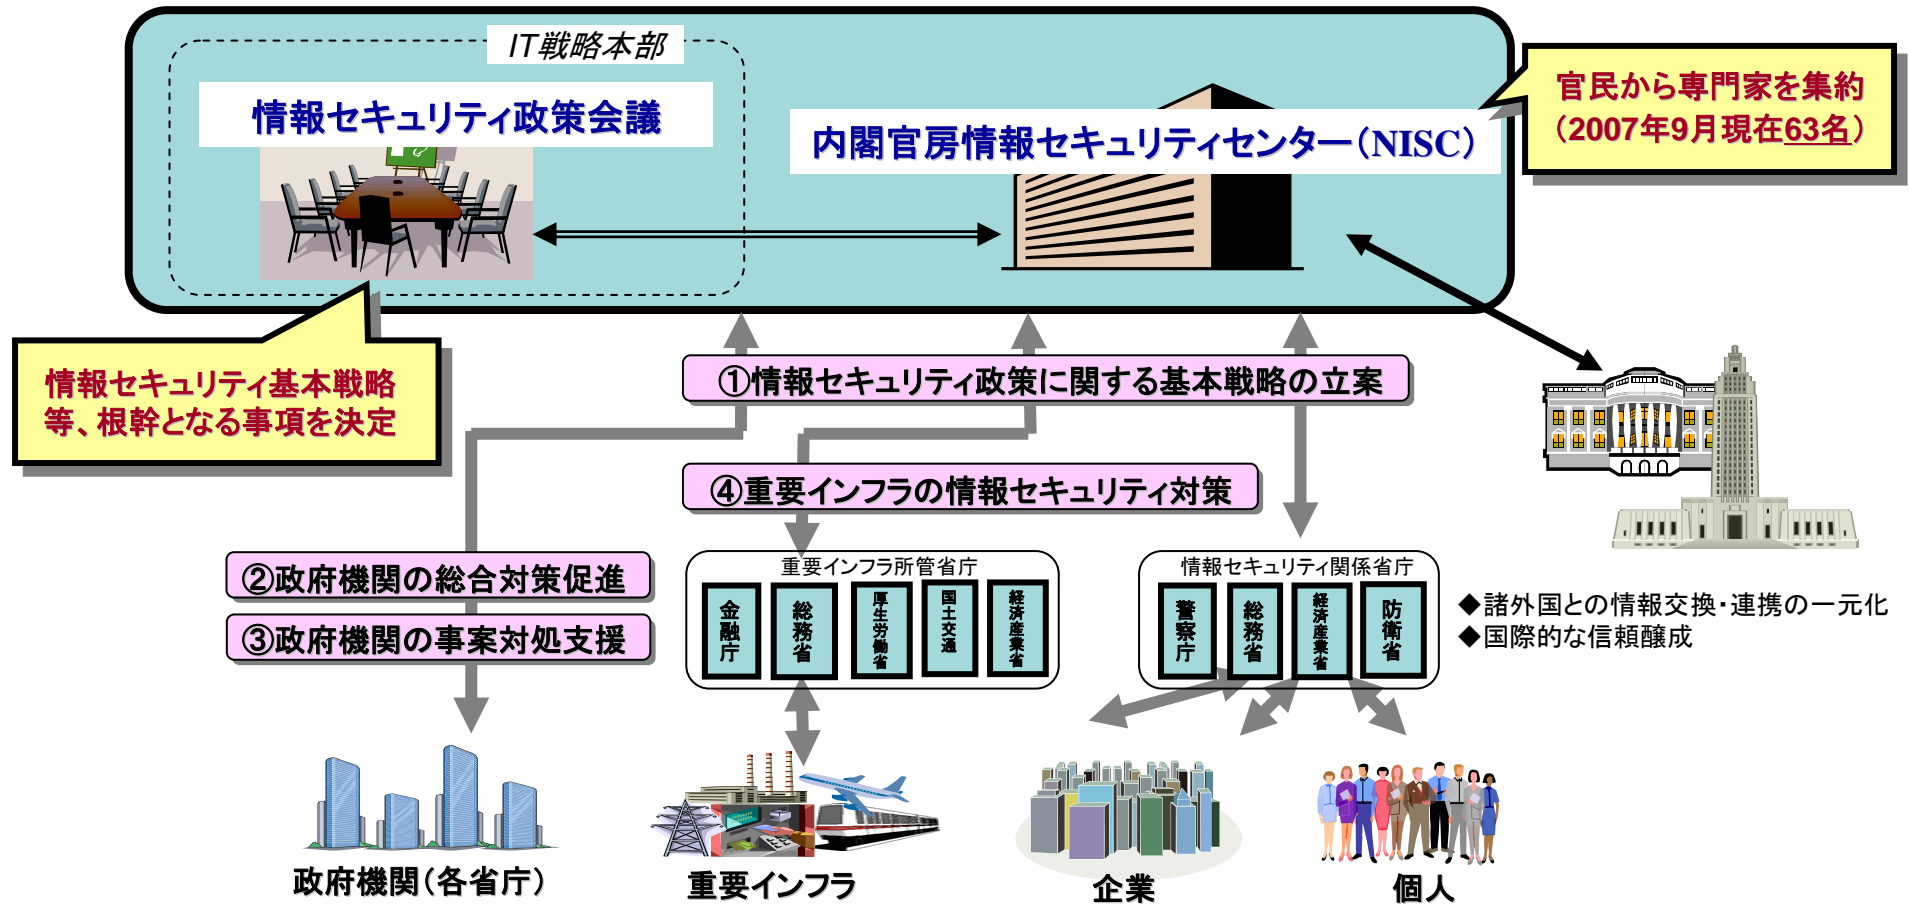 IT戦略本部
情報セキュリティ政策会議
内閣官房情報セキュリティセンター(NISC)
官民から専門家を集約
(2007年9月現在63名)
情報セキュリティ基本戦略
等、根幹となる事項を決定
①情報セキュリティ政策に関する基本戦略の立案
④重要インフラの情報セキュリティ対策
②政府機関の総合対策促進
③政府機関の事案対処支援
重要インフラ所管省庁
金融庁
総務省
厚生労働省
国土交通
経済産業省
情報セキュリティ関係省庁
警察庁
総務省
経済産業省
防衛省
◆諸外国との情報交換・連携の一元化
◆国際的な信頼醸成
政府機関(各省庁)
重要インフラ
企業
個人